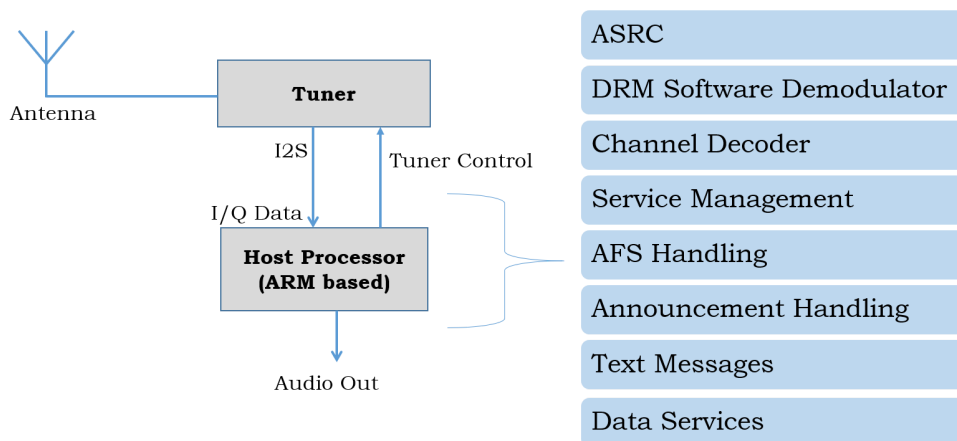 Antenna
Tuner
I2S
Tuner Control
I/Q Data
Host Processor
(ARM based)
Audio Out
ASRC
DRM Software Demodulator
Channel Decoder
Service Management
AFS Handling
Announcement Handling
Text Messages
Data Services